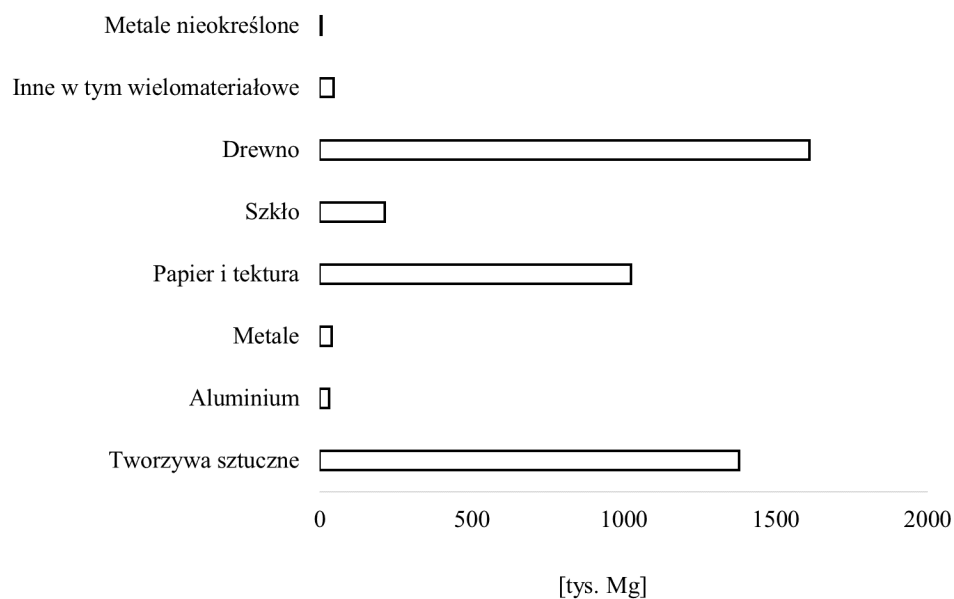 Metale nieokreślone
Inne w tym wielomateriałowe
Drewno
Szkło
Papier i tektura
Metale
Aluminium
Tworzywa sztuczne
0 500 1000 1500 2000
[tys. Mg]